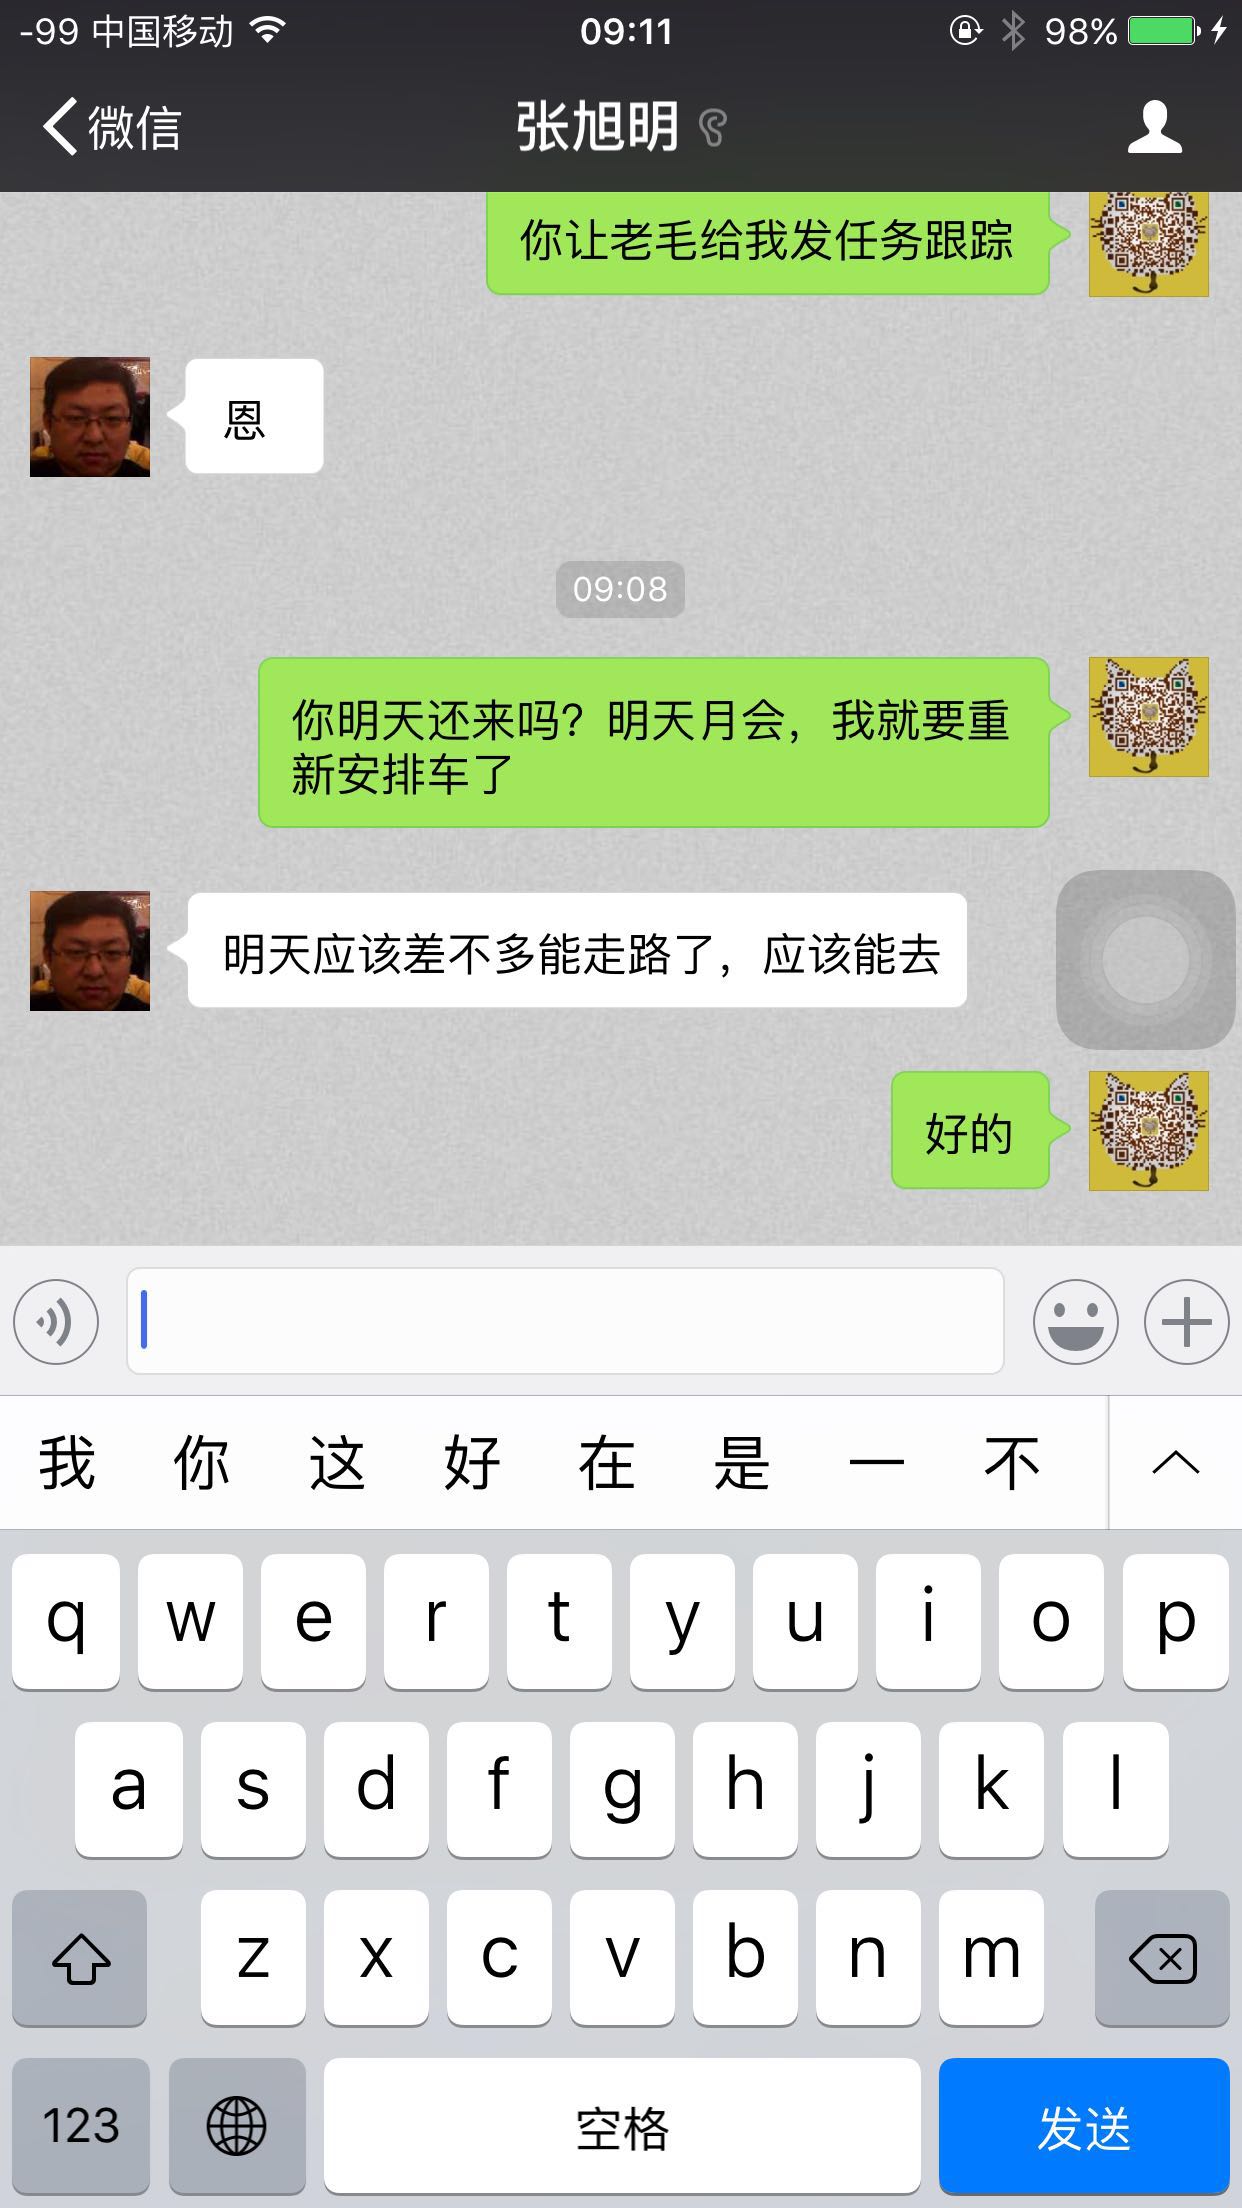 -99 中国移动 09:11 98%
微信 张旭明
你让老毛给我发任务跟踪
恩
09:08
你明天还来吗？明天月会，我就要重
新安排车了
明天应该差不多能走路了，应该能去
好的
我 你 这 好 在 是 一 不
q w e r t y u i o p
a s d f g h j k l
z x c v b n m
123 空格 发送